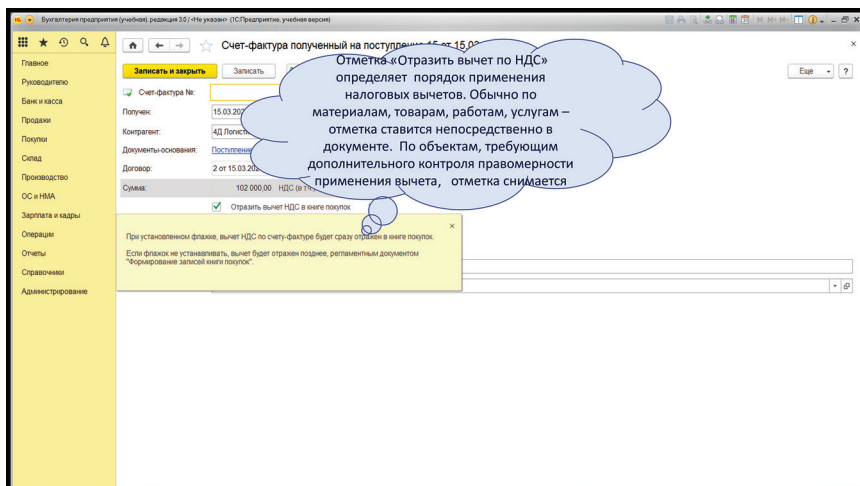 Бухгалтерия предприятия (учебная), редакция 3.0 / <Не указан> (1С:Предприятие, учебная версия)
Счет-фактура полученный на поступление 15 от 15.03
Главное
Руководителю
Банк и касса
Продажи
Покупки
Склад
Производство
ОС и НМА
Зарплата и кадры
Операции
Отчеты
Справочники
Администрирование
Записать и закрыть
Записать
Еще
?
Счет-фактура №:
Получен:
15.03.202
Контрагент:
4Д Логист
Документы-основания:
Поступление
Договор:
2 от 15.03.202
Сумма:
102 000,00 НДС (в т.ч.)
Отразить вычет НДС в книге покупок
При установленном флажке, вычет НДС по счету-фактуре будет сразу отражен в книге покупок.
Если флажок не устанавливать, вычет будет отражен позднее, регламентным документом
"Формирование записей книги покупок".
Отметка «Отразить вычет по НДС»
определяет порядок применения
налоговых вычетов. Обычно по
материалам, товарам, работам, услугам –
отметка ставится непосредственно в
документе. По объектам, требующим
дополнительного контроля правомерности
применения вычета, отметка снимается